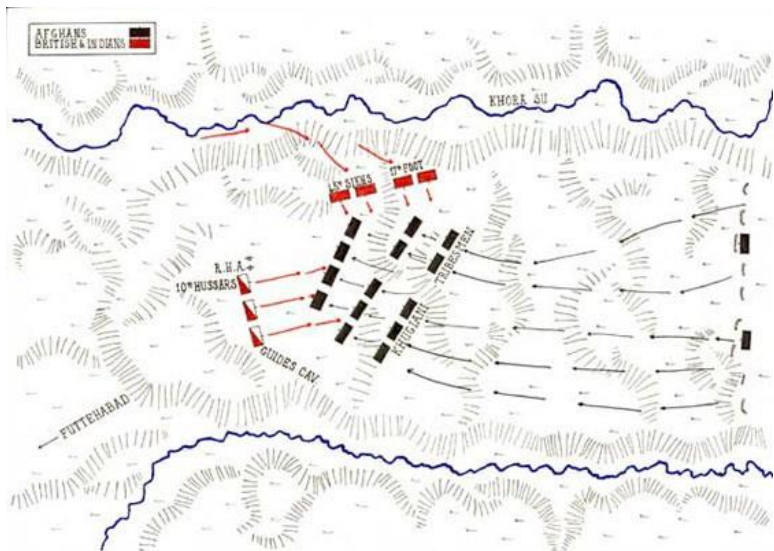 AFGHANS
BRITISH & INDIANS
KHORA SU
45TH SIKHS
17TH FOOT
R.H.A.
10TH HUSSARS
TRIBESMEN
KHUGIANI
GUIDES CAV.
FUTTEHABAD